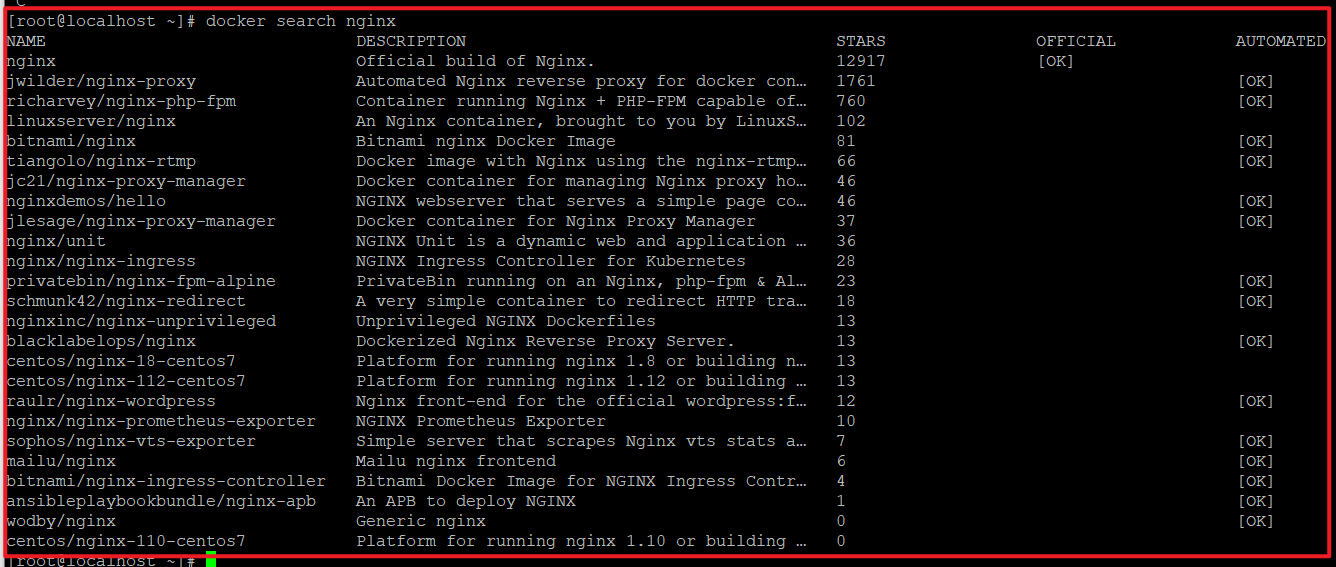 C
[root@localhost ~]# docker search nginx
NAME DESCRIPTION STARS OFFICIAL AUTOMATED
nginx Official build of Nginx. 12917 [OK]
jwilder/nginx-proxy Automated Nginx reverse proxy for docker con… 1761 [OK]
richarvey/nginx-php-fpm Container running Nginx + PHP-FPM capable of… 760 [OK]
linuxserver/nginx An Nginx container, brought to you by LinuxS… 102
bitnami/nginx Bitnami nginx Docker Image 81 [OK]
tiangolo/nginx-rtmp Docker image with Nginx using the nginx-rtmp… 66 [OK]
jc21/nginx-proxy-manager Docker container for managing Nginx proxy ho… 46
nginxdemos/hello NGINX webserver that serves a simple page co… 46 [OK]
jlesage/nginx-proxy-manager Docker container for Nginx Proxy Manager 37 [OK]
nginx/unit NGINX Unit is a dynamic web and application … 36
nginx/nginx-ingress NGINX Ingress Controller for Kubernetes 28
privatebin/nginx-fpm-alpine PrivateBin running on an Nginx, php-fpm & Al… 23 [OK]
schmunk42/nginx-redirect A very simple container to redirect HTTP tra… 18 [OK]
nginxinc/nginx-unprivileged Unprivileged NGINX Dockerfiles 13
blacklabelops/nginx Dockerized Nginx Reverse Proxy Server. 13 [OK]
centos/nginx-18-centos7 Platform for running nginx 1.8 or building n… 13
centos/nginx-112-centos7 Platform for running nginx 1.12 or building … 13
raulr/nginx-wordpress Nginx front-end for the official wordpress:f… 12 [OK]
nginx/nginx-prometheus-exporter NGINX Prometheus Exporter 10
sophos/nginx-vts-exporter Simple server that scrapes Nginx vts stats a… 7 [OK]
mailu/nginx Mailu nginx frontend 6 [OK]
bitnami/nginx-ingress-controller Bitnami Docker Image for NGINX Ingress Contr… 4 [OK]
ansibleplaybookbundle/nginx-apb An APB to deploy NGINX 1 [OK]
wodby/nginx Generic nginx 0 [OK]
centos/nginx-110-centos7 Platform for running nginx 1.10 or building … 0
[root@localhost ~]#